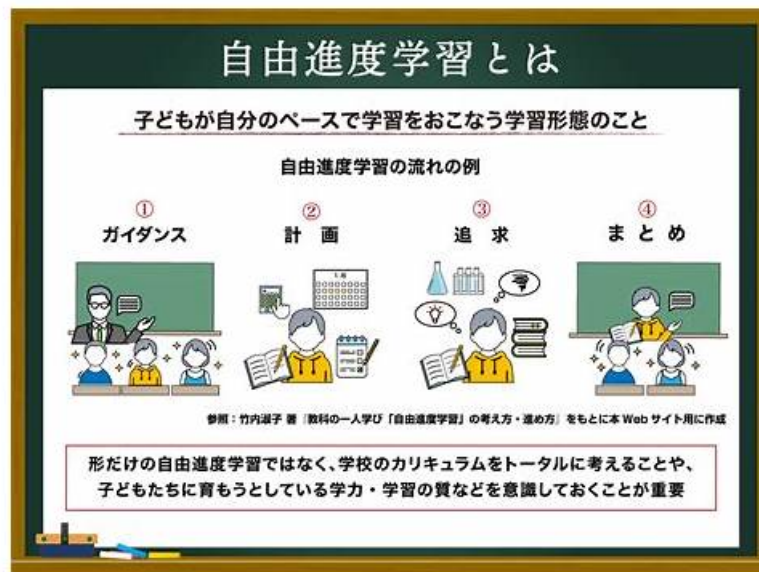 自由進度学習とは
子どもが自分のペースで学習をおこなう学習形態のこと
自由進度学習の流れの例
①
ガイダンス
②
計 画
③
追 求
④
ま と め
1月
参照：竹内淑子 著『教科の一人学び「自由進度学習」の考え方・進め方』をもとに本 Web サイト用に作成
形だけの自由進度学習ではなく、学校のカリキュラムをトータルに考えることや、
子どもたちに育もうとしている学力・学習の質などを意識しておくことが重要